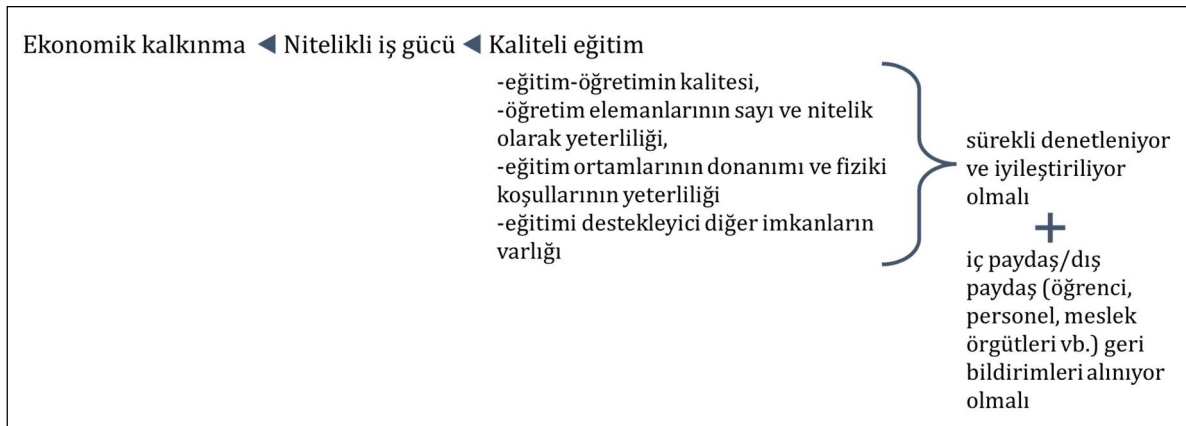 Ekonomik kalkınma ◄ Nitelikli iş gücü ◄ Kaliteli eğitim
-eğitim-öğretimin kalitesi,
-öğretim elemanlarının sayı ve nitelik
olarak yeterliliği,
-eğitim ortamlarının donanımı ve fiziki
koşullarının yeterliliği
-eğitimi destekleyici diğer imkanların
varlığı
sürekli denetleniyor
ve iyileştiriliyor
olmalı
+
iç paydaş/dış
paydaş (öğrenci,
personel, meslek
örgütleri vb.) geri
bildirimleri alınıyor
olmalı